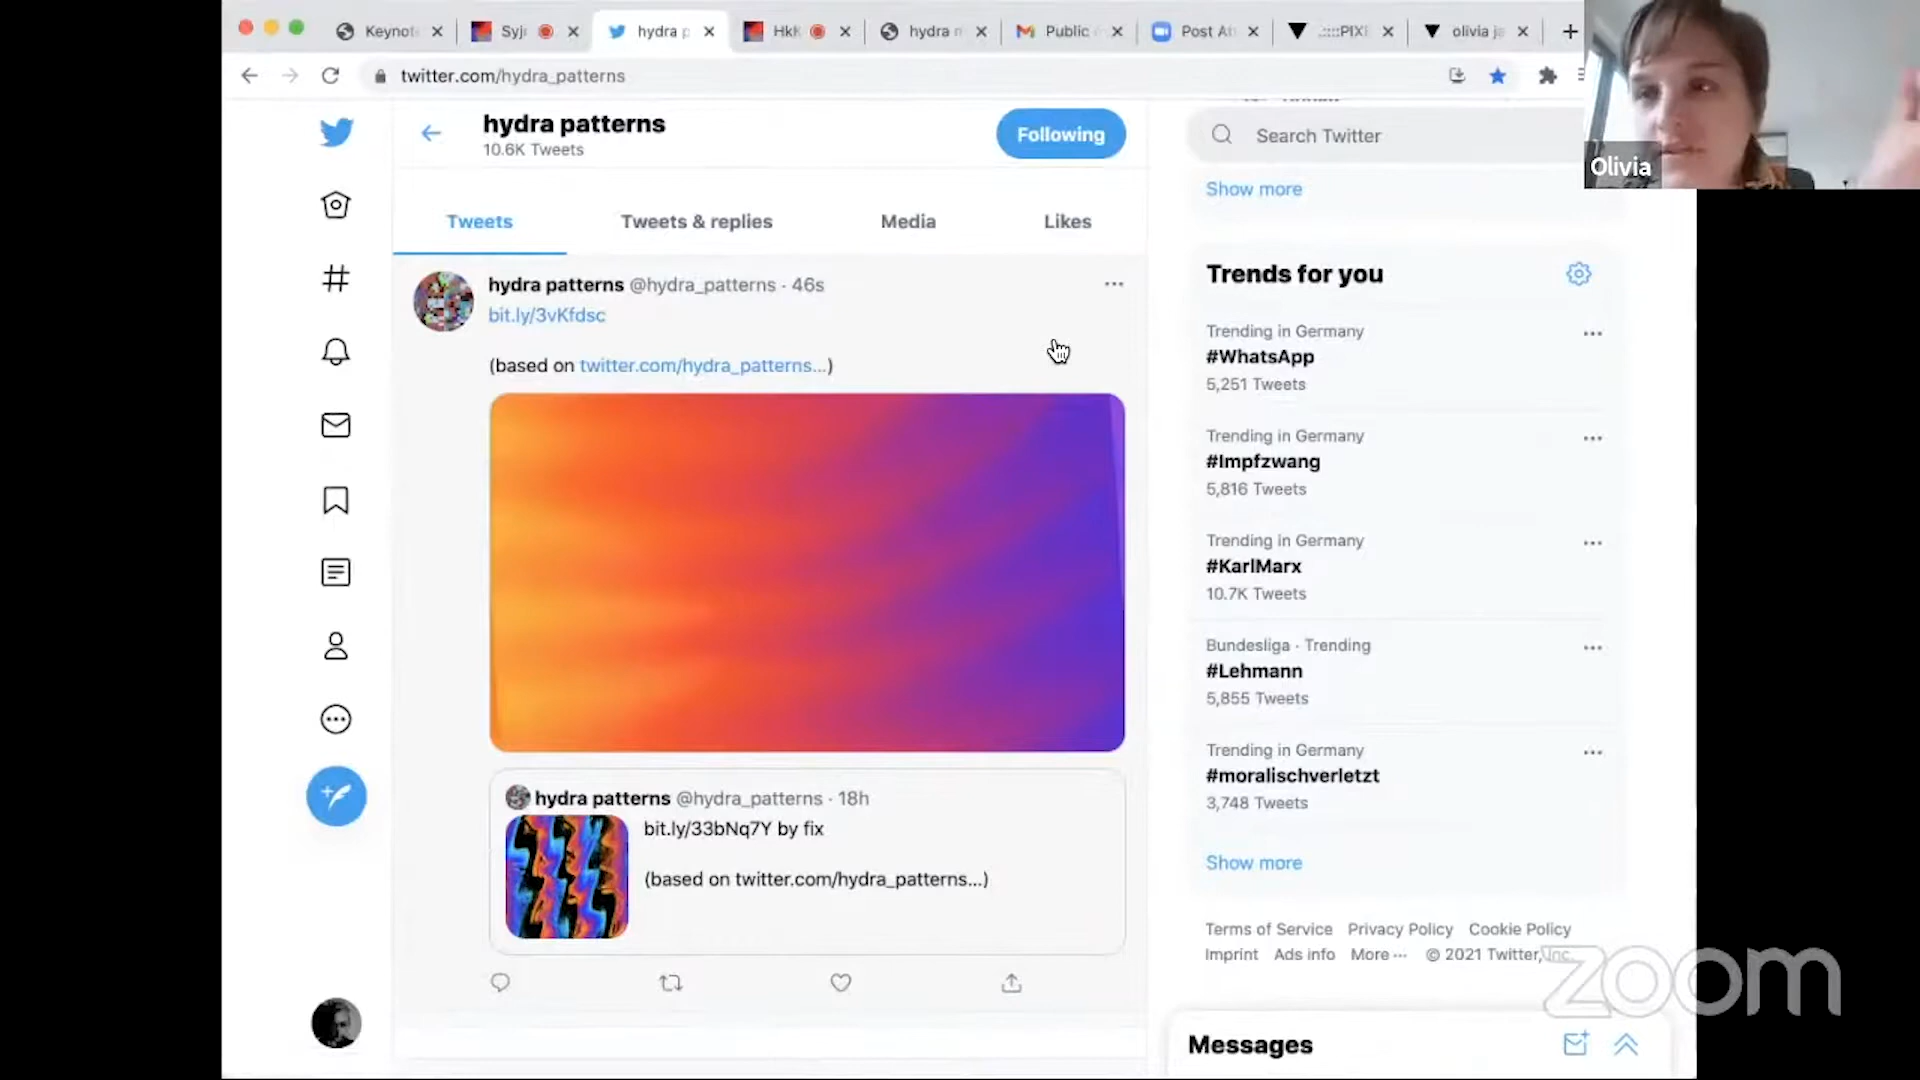 Keynot
Syj
hydra p
HkK
hydra n
Public
Post At
.::::PIXI
olivia ja
twitter.com/hydra_patterns
hydra patterns
10.6K Tweets
Following
Search Twitter
Olivia
Show more
Tweets
Tweets & replies
Media
Likes
hydra patterns @hydra_patterns · 46s
bit.ly/3vKfdsc
(based on twitter.com/hydra_patterns...)
hydra patterns @hydra_patterns · 18h
bit.ly/33bNq7Y by fix
(based on twitter.com/hydra_patterns...)
Trends for you
Trending in Germany
#WhatsApp
5,251 Tweets
Trending in Germany
#Impfzwang
5,816 Tweets
Trending in Germany
#KarlMarx
10.7K Tweets
Bundesliga · Trending
#Lehmann
5,855 Tweets
Trending in Germany
#moralischverletzt
3,748 Tweets
Show more
Terms of Service Privacy Policy Cookie Policy
Imprint Ads info More ··· © 2021 Twitter, Inc.
zoom
Messages